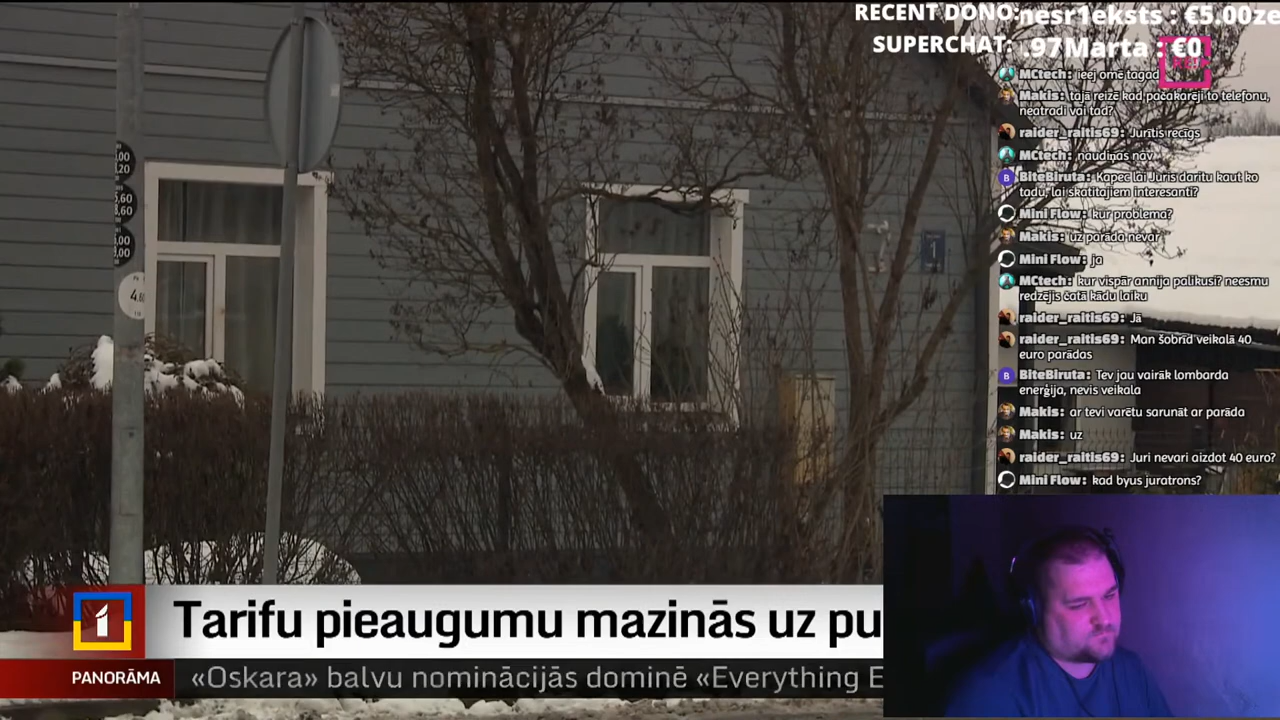 RECENT DONO: nesr1eksts : €5.00
SUPERCHAT: .97Marta : €0
MCtech: ieej omē tagad
Makis: tajā reizē kad pačakarēji to telefonu,
neatradi vai tad?
raider_raitis69: Jurītis recīgs
MCtech: naudiņas nav
BiteBiruta: Kāpēc lai Juris darītu kaut ko
tādu, lai skatītājiem interesanti?
Mini Flow: kur problema?
Makis: uz parāda nevar
Mini Flow: ja
MCtech: kur vispār annija palikusi? neesmu
redzējis čatā kādu laiku
raider_raitis69: Jā
raider_raitis69: Man šobrīd veikalā 40
euro parādas
BiteBiruta: Tev jau vairāk lombarda
enerģija, nevis veikala
Makis: ar tevi varētu sarunāt ar parāda
Makis: uz
raider_raitis69: Juri nevari aizdot 40 euro?
Mini Flow: kad byus juratrons?
1
1
Tarifu pieaugumu mazinās uz pu
PANORĀMA
«Oskara» balvu nominācijās dominē «Everything E